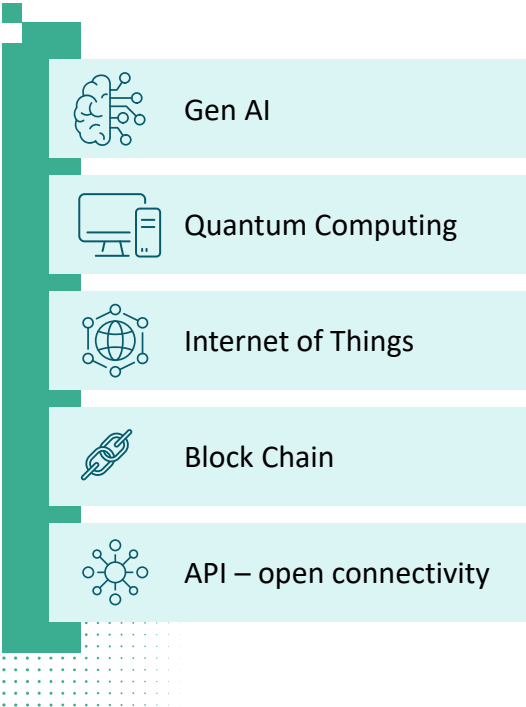 Gen AI
Quantum Computing
Internet of Things
Block Chain
API – open connectivity